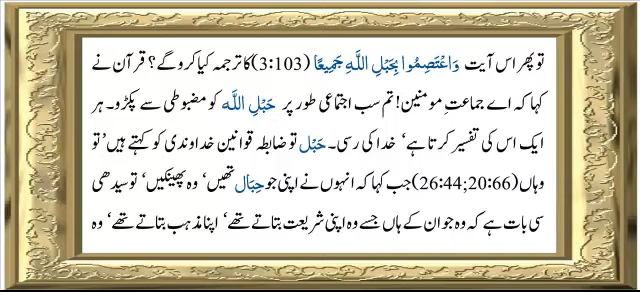 تو پھر اس آیت وَاعْتَصِمُوا بِحَبْلِ اللَّهِ جَمِيعًا (3:103) کا ترجمہ کیا کرو گے؟ قرآن نے
کہا کہ اے جماعتِ مومنین! تم سب اجتماعی طور پر حَبْلِ اللّٰہ کو مضبوطی سے پکڑو۔ ہر
ایک اس کی تفسیر کرتا ہے‘ خدا کی رسی۔ حَبْل تو ضابطہ قوانین خداوندی کو کہتے ہیں’ تو
وہاں (26:44;20:66) جب کہا کہ انہوں نے اپنی جو حِبَال تھیں‘ وہ پھینکیں‘ تو سیدھی
سی بات ہے کہ وہ جو ان کے ہاں جسے وہ اپنی شریعت بتاتے تھے‘ اپنا مذہب بتاتے تھے‘ وہ